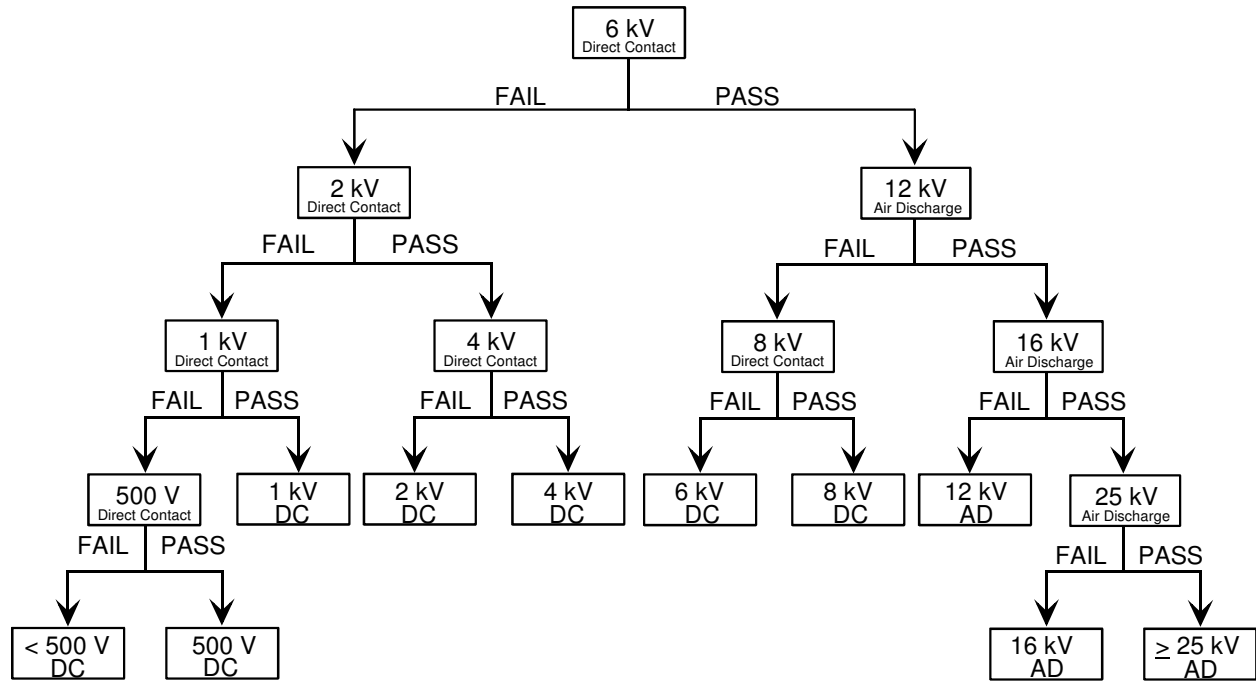 6 kV
Direct Contact
FAIL
PASS
2 kV
Direct Contact
12 kV
Air Discharge
FAIL
PASS
FAIL
PASS
1 kV
Direct Contact
4 kV
Direct Contact
8 kV
Direct Contact
16 kV
Air Discharge
FAIL
PASS
FAIL
PASS
FAIL
PASS
FAIL
PASS
500 V
Direct Contact
1 kV
DC
2 kV
DC
4 kV
DC
6 kV
DC
8 kV
DC
12 kV
AD
25 kV
Air Discharge
FAIL
PASS
FAIL
PASS
< 500 V
DC
500 V
DC
16 kV
AD
≥ 25 kV
AD